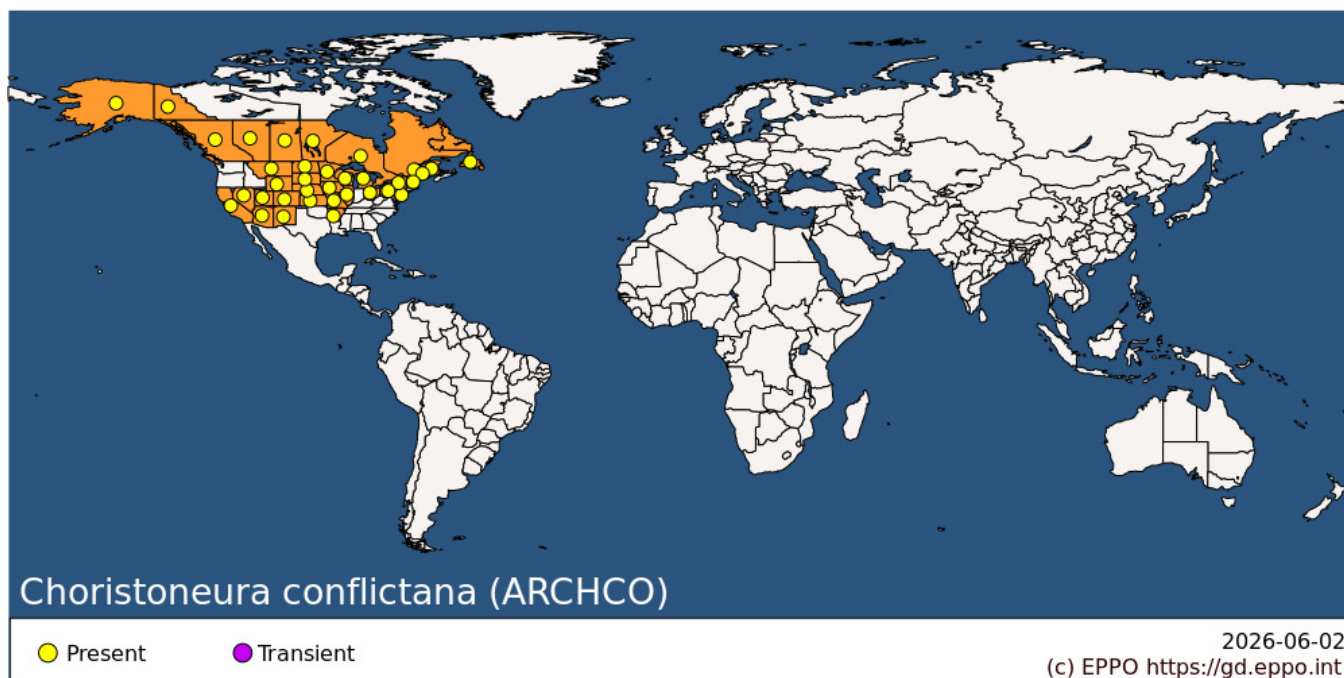 Choristoneura conflictana (ARCHCO)
Present
Transient
2026-06-02
(c) EPPO https://gd.eppo.int